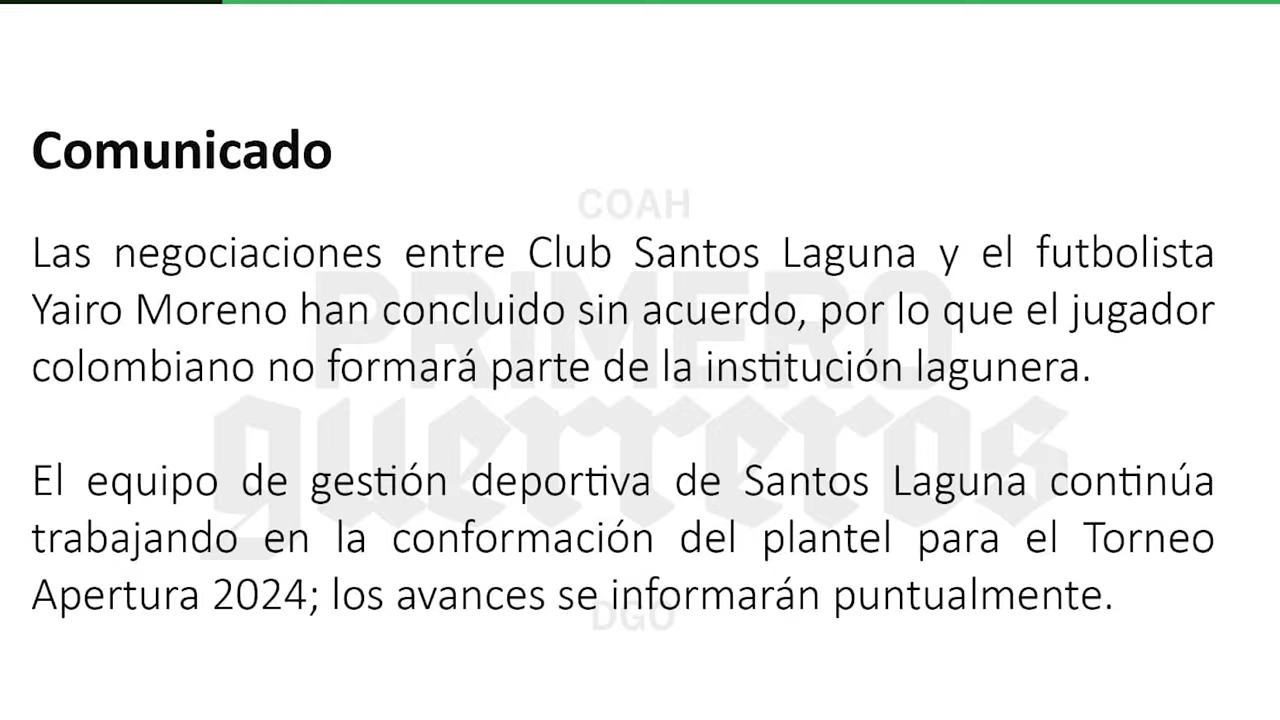 Comunicado
COAH
Las negociaciones entre Club Santos Laguna y el futbolista
Yairo Moreno han concluido sin acuerdo, por lo que el jugador
colombiano no formará parte de la institución lagunera.
PRIMERO
guerreros
El equipo de gestión deportiva de Santos Laguna continúa
trabajando en la conformación del plantel para el Torneo
Apertura 2024; los avances se informarán puntualmente.
DGO